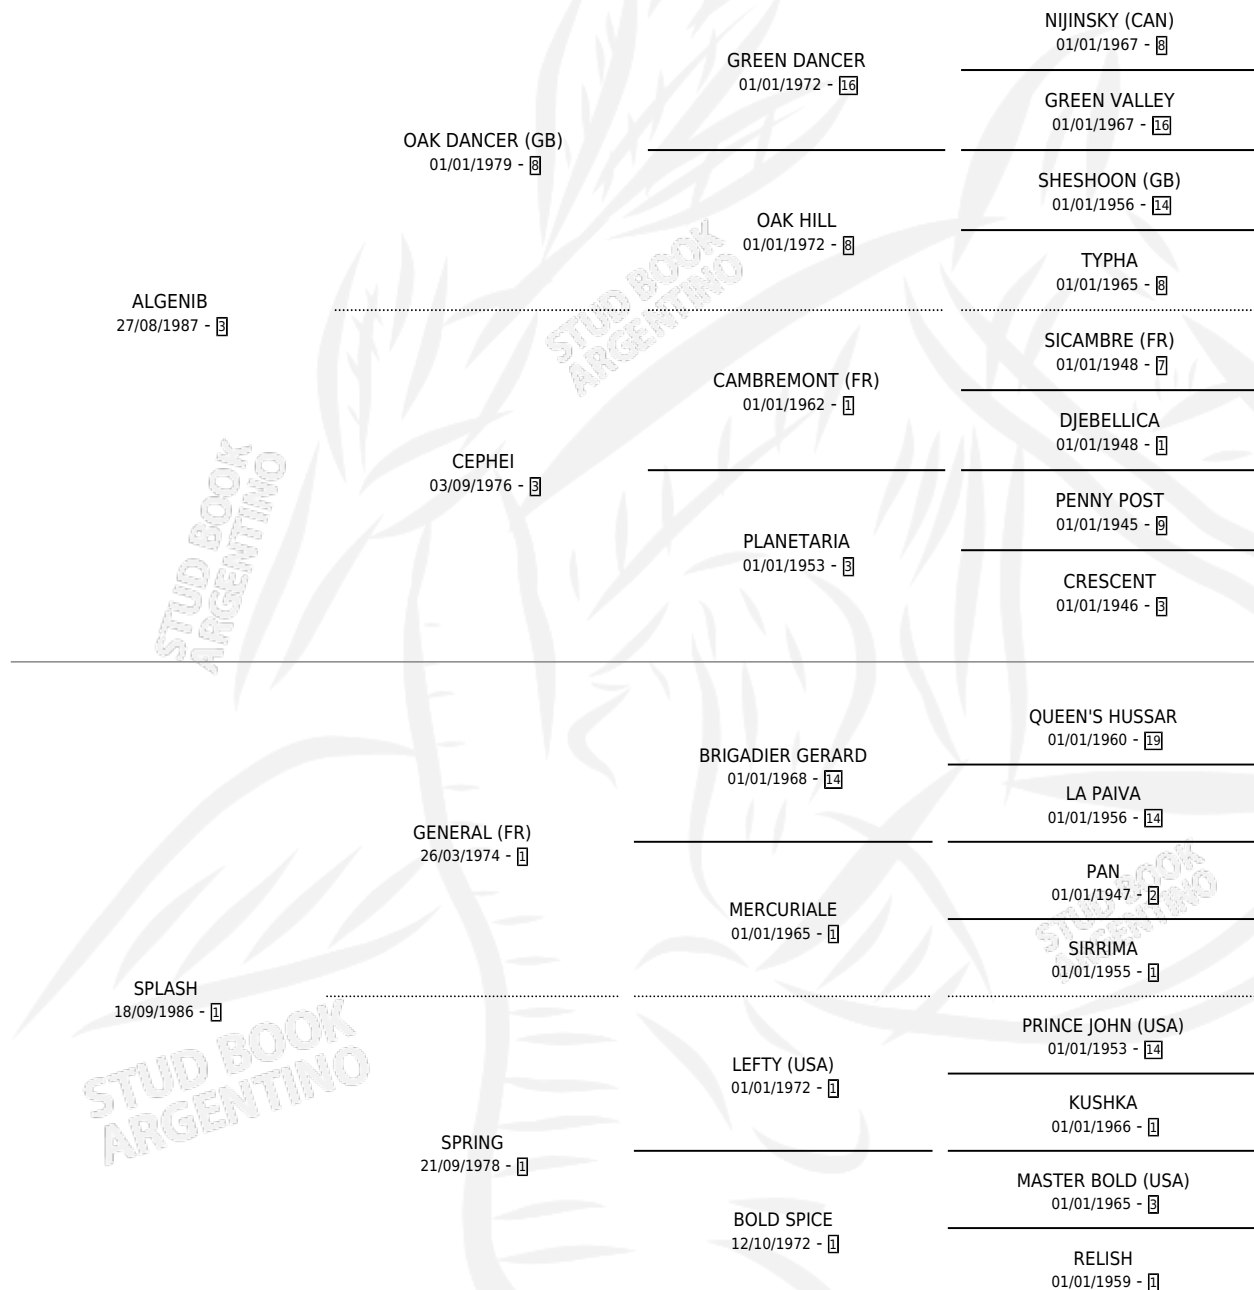 NIJINSKY (CAN)
01/01/1967 - 8
GREEN DANCER
01/01/1972 - 16
GREEN VALLEY
01/01/1967 - 16
OAK DANCER (GB)
01/01/1979 - 8
SHESHOON (GB)
01/01/1956 - 14
OAK HILL
01/01/1972 - 8
TYPHA
01/01/1965 - 8
ALGENIB
27/08/1987 - 3
SICAMBRE (FR)
01/01/1948 - 7
CAMBREMONT (FR)
01/01/1962 - 1
DJEBELLICA
01/01/1948 - 1
CEPHEI
03/09/1976 - 3
PENNY POST
01/01/1945 - 9
PLANETARIA
01/01/1953 - 3
CRESCENT
01/01/1946 - 3
QUEEN'S HUSSAR
01/01/1960 - 19
BRIGADIER GERARD
01/01/1968 - 14
LA PAIVA
01/01/1956 - 14
GENERAL (FR)
26/03/1974 - 1
PAN
01/01/1947 - 2
MERCURIALE
01/01/1965 - 1
SIRRIMA
01/01/1955 - 1
SPLASH
18/09/1986 - 1
PRINCE JOHN (USA)
01/01/1953 - 14
LEFTY (USA)
01/01/1972 - 1
KUSHKA
01/01/1966 - 1
SPRING
21/09/1978 - 1
MASTER BOLD (USA)
01/01/1965 - 3
BOLD SPICE
12/10/1972 - 1
RELISH
01/01/1959 - 1
STUD BOOK
ARGENTINO
STUD BOOK
ARGENTINO
STUD BOOK
ARGENTINO
STUD BOOK
ARGENTINO